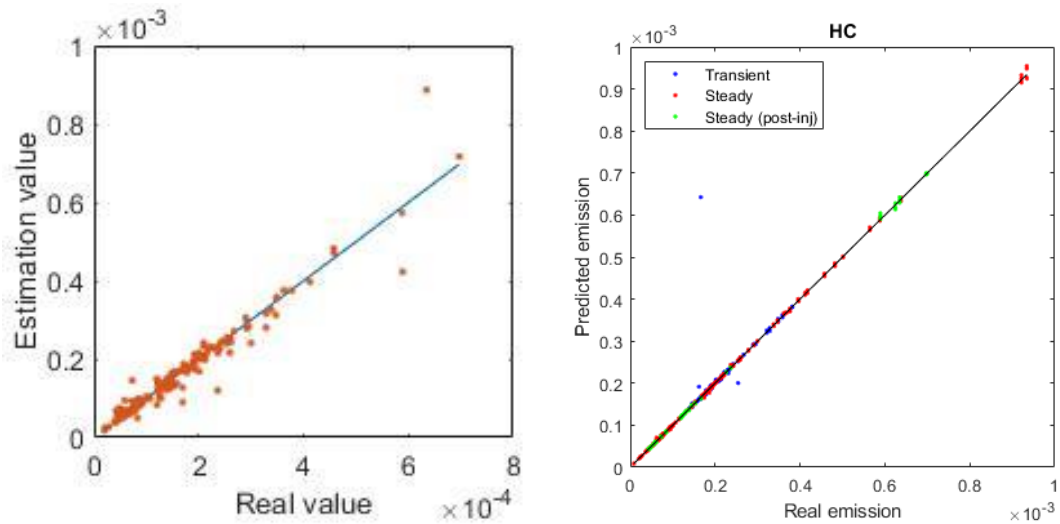 ×10⁻³
1
0.8
0.6
0.4
0.2
0
0 2 4 6 8
Estimation value
Real value
×10⁻⁴
×10⁻³
HC
1
0.9
0.8
0.7
0.6
0.5
0.4
0.3
0.2
0.1
0
0 0.2 0.4 0.6 0.8 1
Transient
Steady
Steady (post-inj)
Predicted emission
Real emission
×10⁻³